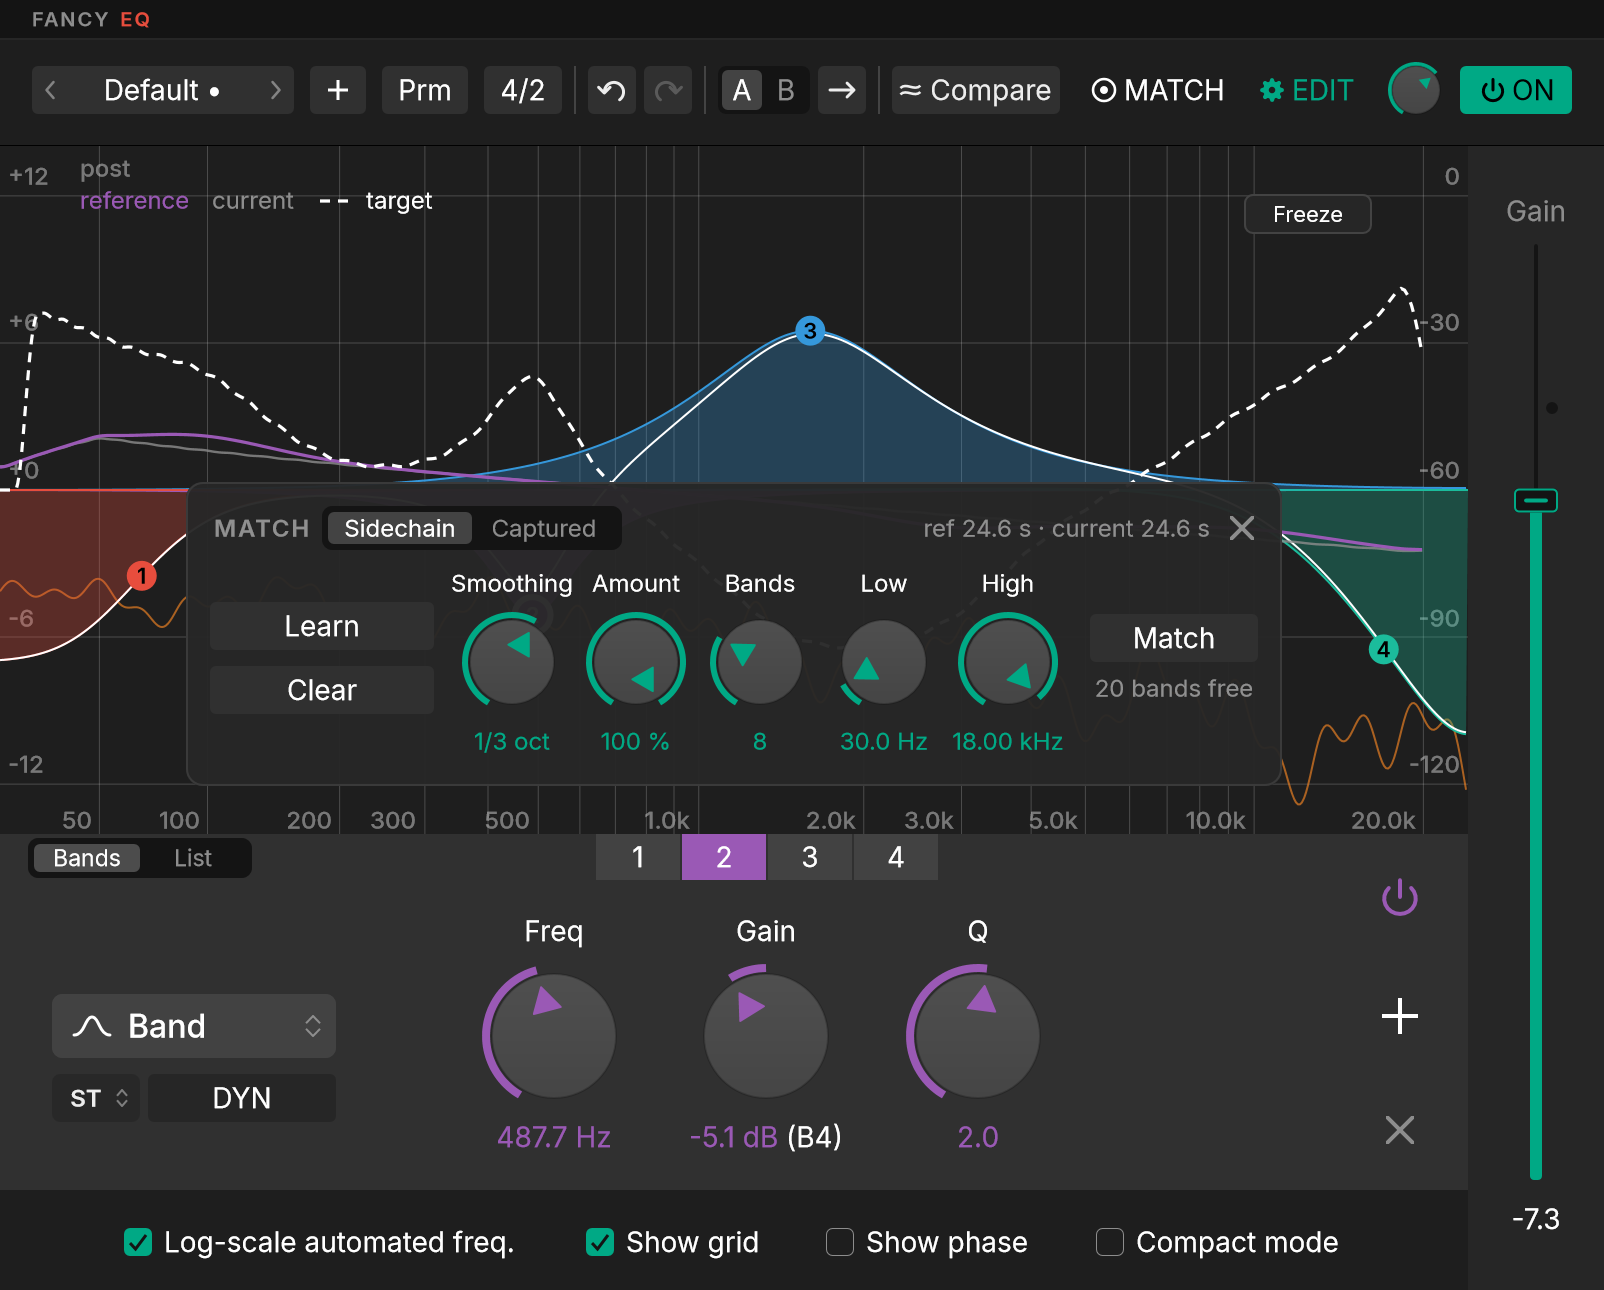 FANCY EQ
Default •
+
Prm
4/2
A B
≈ Compare
MATCH
EDIT
ON
+12
post
0
reference current -- target
Freeze
Gain
+6
-30
+0
-60
3
1
4
-6
-90
-12
-120
MATCH Sidechain Captured ref 24.6 s · current 24.6 s
Smoothing Amount Bands Low High
Learn
Clear
Match
20 bands free
1/3 oct 100 % 8 30.0 Hz 18.00 kHz
50 100 200 300 500 1.0k 2.0k 3.0k 5.0k 10.0k 20.0k
Bands List
1 2 3 4
Freq Gain Q
Band
ST DYN
487.7 Hz -5.1 dB (B4) 2.0
-7.3
Log-scale automated freq. Show grid Show phase Compact mode